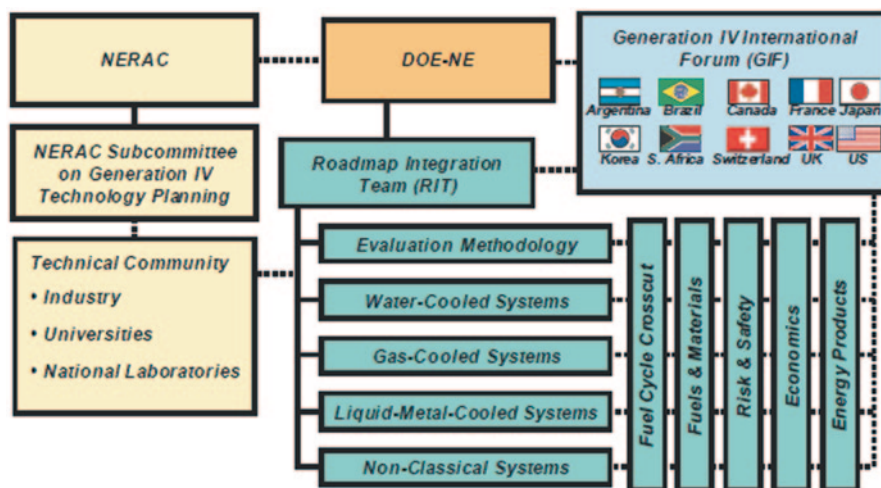 NERAC
DOE-NE
Generation IV International
Forum (GIF)
Argentina Brazil Canada France Japan
Korea S. Africa Switzerland UK US
NERAC Subcommittee
on Generation IV
Technology Planning
Roadmap Integration
Team (RIT)
Technical Community
• Industry
• Universities
• National Laboratories
Evaluation Methodology
Water-Cooled Systems
Gas-Cooled Systems
Liquid-Metal-Cooled Systems
Non-Classical Systems
Fuel Cycle Crosscut
Fuels & Materials
Risk & Safety
Economics
Energy Products